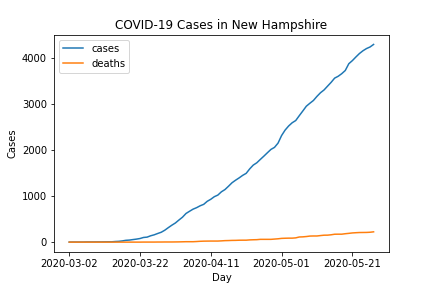 COVID-19 Cases in New Hampshire
cases
deaths
4000
3000
2000
1000
0
Cases
2020-03-02 2020-03-22 2020-04-11 2020-05-01 2020-05-21
Day